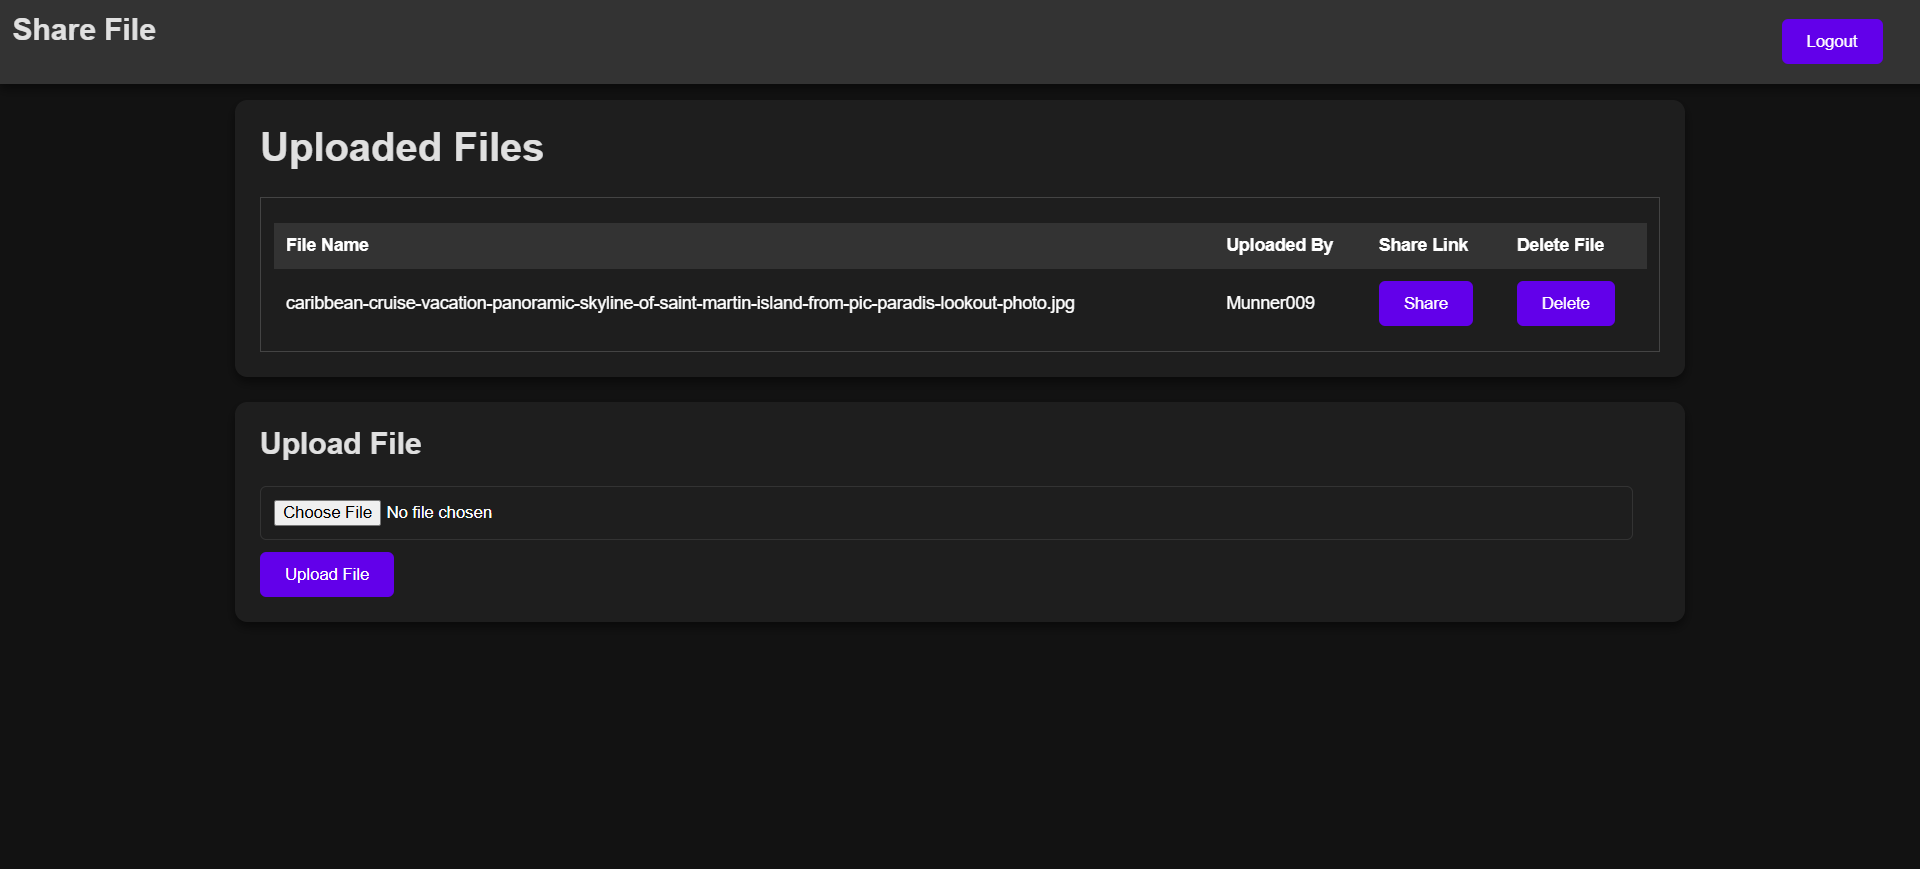 Share File
Logout
Uploaded Files
File Name Uploaded By Share Link Delete File
caribbean-cruise-vacation-panoramic-skyline-of-saint-martin-island-from-pic-paradis-lookout-photo.jpg Munner009 Share Delete
Upload File
Choose File No file chosen
Upload File